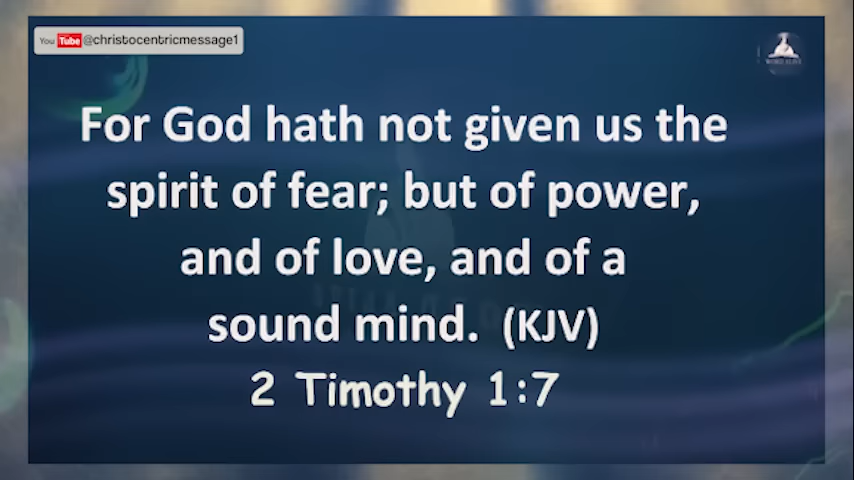 You Tube @christocentricmessage1
For God hath not given us the
spirit of fear; but of power,
and of love, and of a
sound mind. (KJV)
2 Timothy 1:7